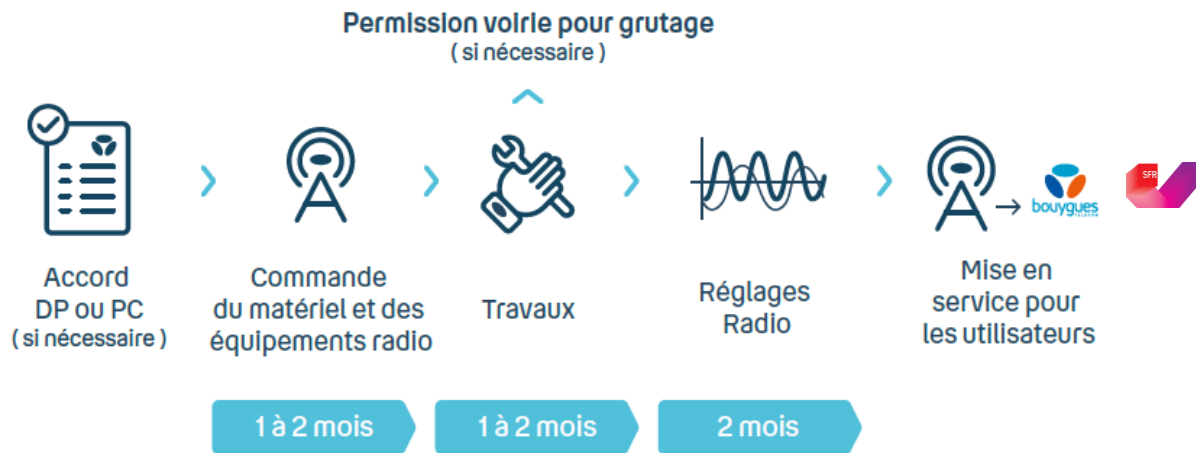 Permission voirie pour grutage
( si nécessaire )
Accord
DP ou PC
( si nécessaire )
Commande
du matériel et des
équipements radio
Travaux
Réglages
Radio
bouygues
TELECOM
SFR
Mise en
service pour
les utilisateurs
1 à 2 mois
1 à 2 mois
2 mois